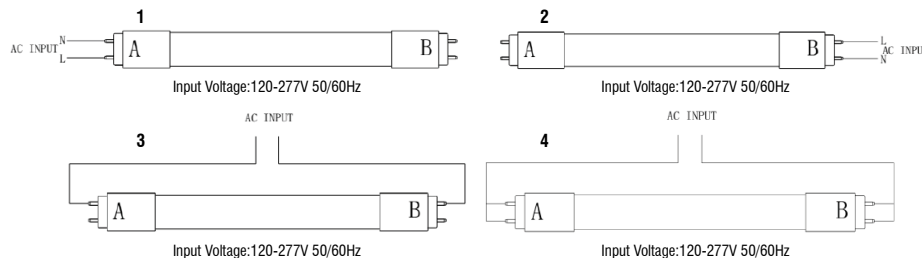 1
N
AC INPUT
L
A
B
Input Voltage:120-277V 50/60Hz
2
A
B
L
AC INPUT
N
Input Voltage:120-277V 50/60Hz
3
AC INPUT
A
B
Input Voltage:120-277V 50/60Hz
4
AC INPUT
A
B
Input Voltage:120-277V 50/60Hz